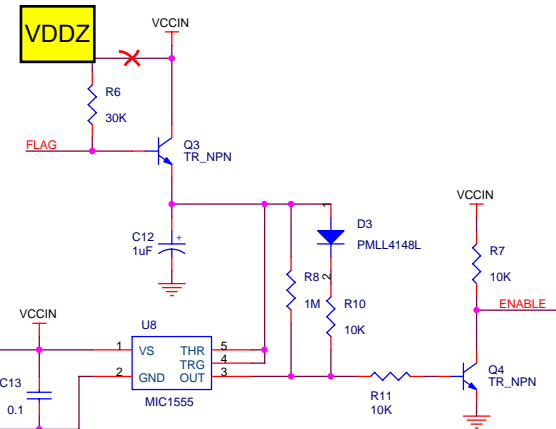 VDDZ
VCCIN
R6
30K
FLAG
Q3
TR_NPN
C12
+
1uF
1
D3
PMLL4148L
2
R8
1M
R10
10K
VCCIN
R7
10K
ENABLE
VCCIN
U8
1 VS THR 5
TRG 4
2 GND OUT 3
MIC1555
C13
0.1
R11
10K
Q4
TR_NPN